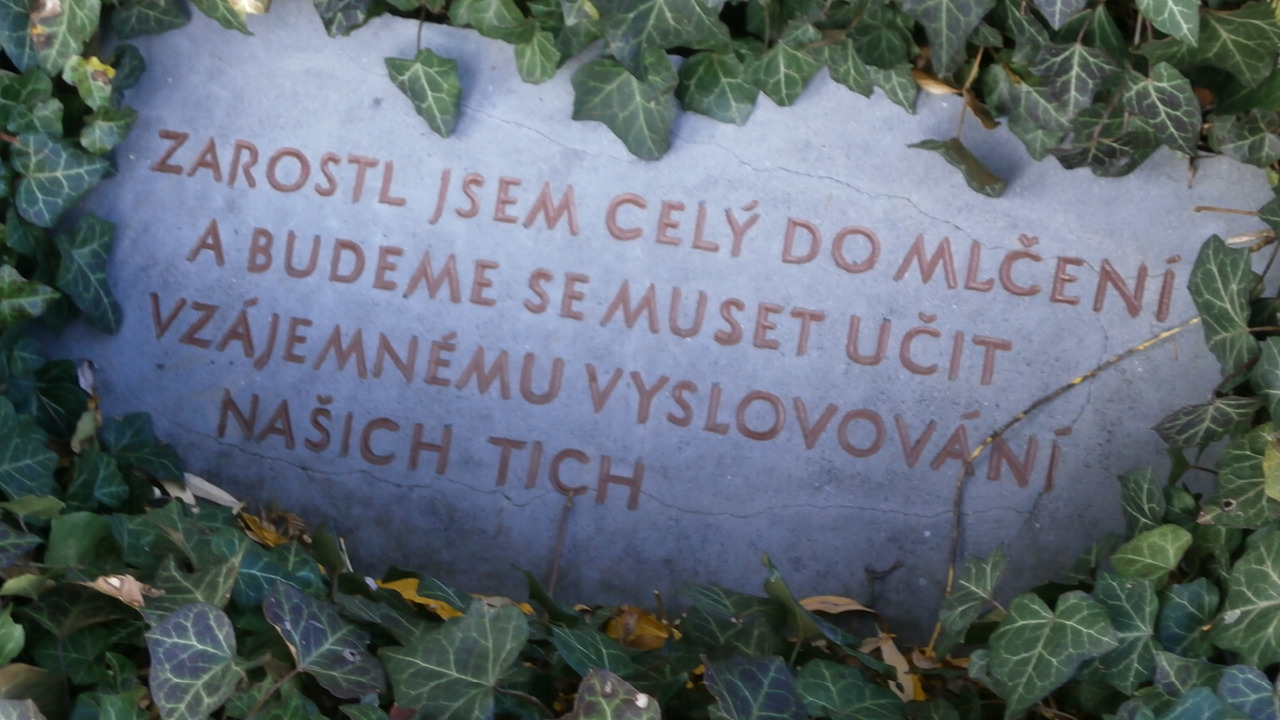 ZAROSTL JSEM CELÝ DO MLČENÍ
A BUDEME SE MUSET UČIT
VZÁJEMNÉMU VYSLOVOVÁNÍ
NAŠICH TICH